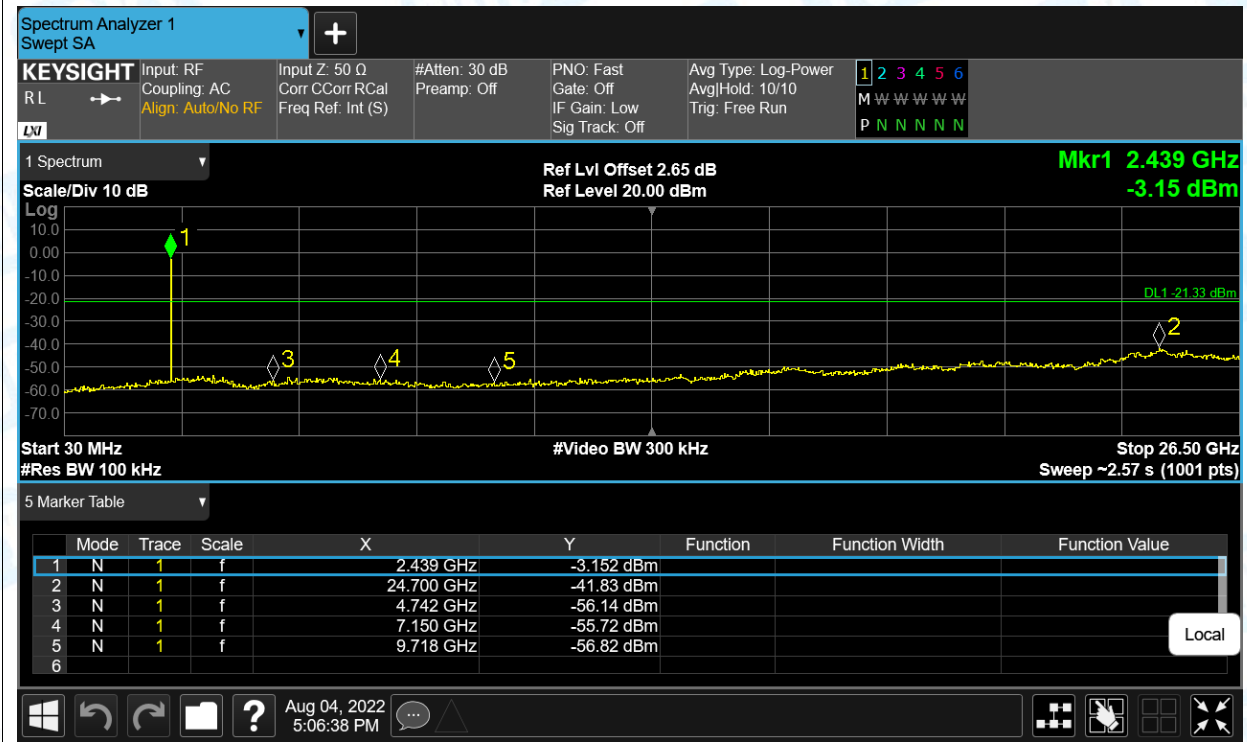 Spectrum Analyzer 1
Swept SA
+
KEYSIGHT Input: RF Input Z: 50 Ω #Atten: 30 dB PNO: Fast Avg Type: Log-Power 1 2 3 4 5 6
R L Coupling: AC Corr CCorr RCal Preamp: Off Gate: Off Avg|Hold: 10/10 M W W W W W
Align: Auto/No RF Freq Ref: Int (S) IF Gain: Low Trig: Free Run
LXI Sig Track: Off P N N N N N N
1 Spectrum
Ref Lvl Offset 2.65 dB Mkr1 2.439 GHz
Scale/Div 10 dB Ref Level 20.00 dBm -3.15 dBm
Log
10.0
0.00
-10.0
-20.0
-30.0
-40.0
-50.0
-60.0
-70.0
1
DL1 -21.33 dBm
2
3
4
5
Start 30 MHz #Video BW 300 kHz Stop 26.50 GHz
#Res BW 100 kHz Sweep ~2.57 s (1001 pts)
5 Marker Table
Mode Trace Scale X Y Function Function Width Function Value
1 N 1 f 2.439 GHz -3.152 dBm
2 N 1 f 24.700 GHz -41.83 dBm
3 N 1 f 4.742 GHz -56.14 dBm
4 N 1 f 7.150 GHz -55.72 dBm
5 N 1 f 9.718 GHz -56.82 dBm
6
Local
? Aug 04, 2022
5:06:38 PM